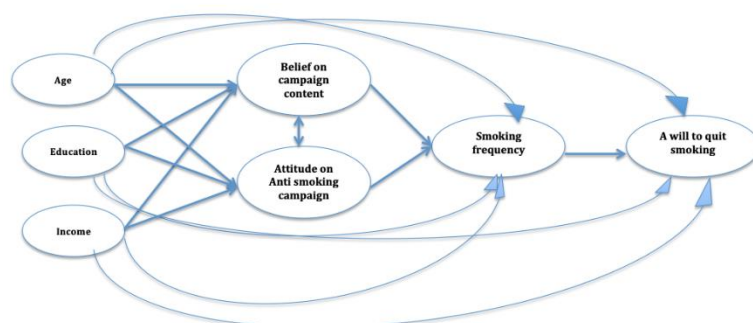 Age
Belief on
campaign
content
Education
Smoking
frequency
A will to quit
smoking
Attitude on
Anti smoking
campaign
Income